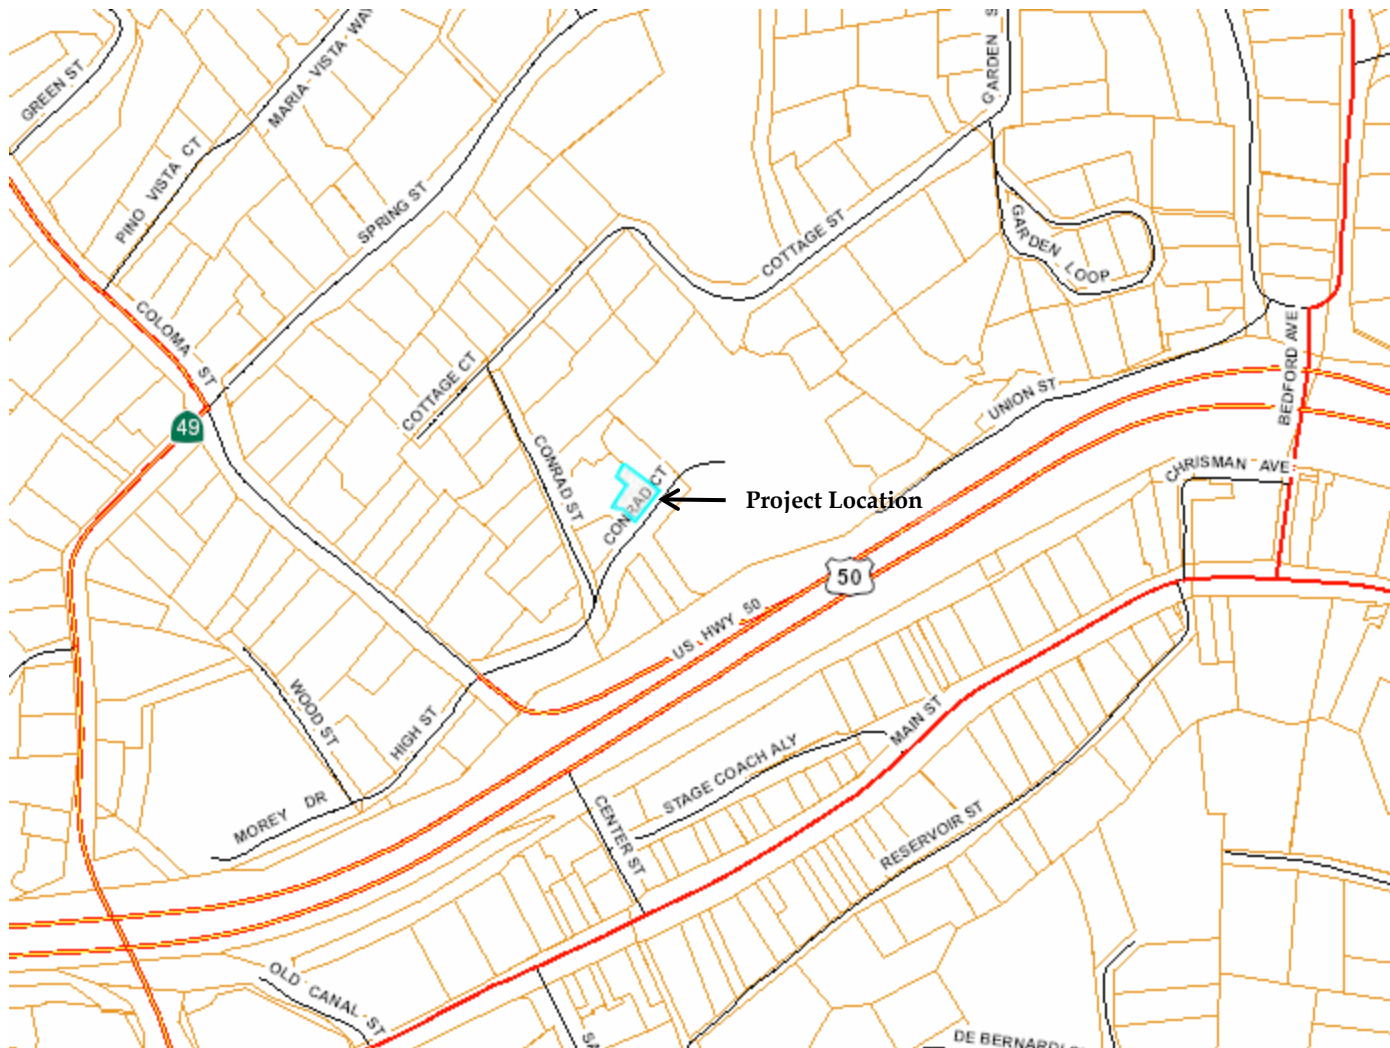 GREEN ST
MARIA VISTA WAY
GARDEN S
PINO VISTA CT
SPRING ST
COTTAGE ST
GARDEN LOOP
COLOMA ST
BEDFORD AVE
COTTAGE CT
UNION ST
49
CONRAD ST
CONRAD CT
CHRISMAN AVE
Project Location
50
US HWY 50
WOOD ST
HIGH ST
MAIN ST
STAGE COACH ALY
MOREY DR
CENTER ST
RESERVOIR ST
OLD CANAL ST
SA
DE BERNARDI